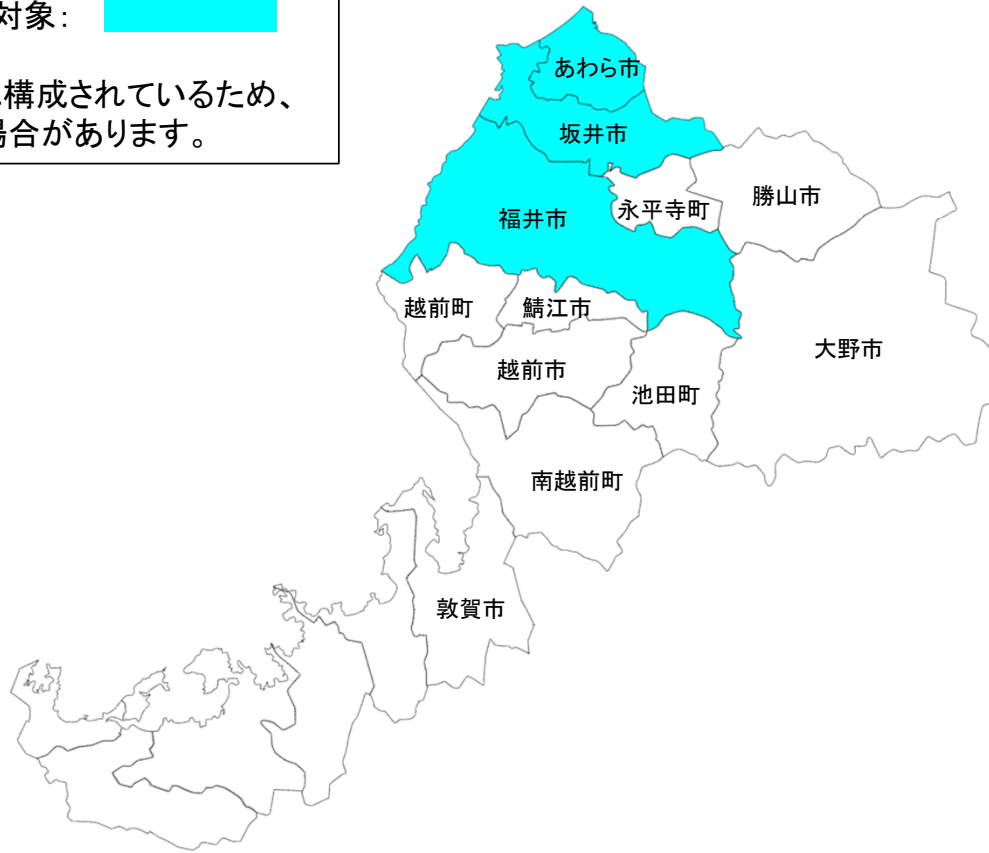 対象：
構成されているため、
場合があります。
あわら市
坂井市
勝山市
永平寺町
福井市
越前町
鯖江市
大野市
越前市
池田町
南越前町
敦賀市